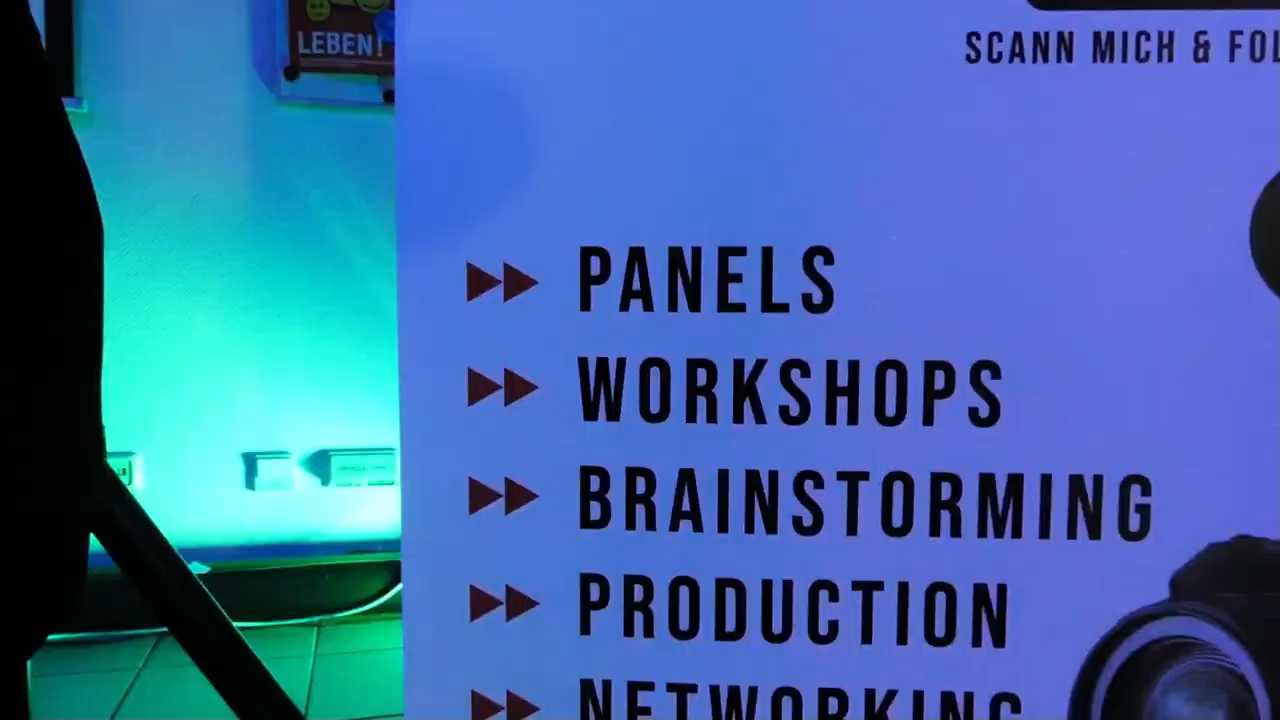 LEBEN!
SCANN MICH & FOL
PANELS
WORKSHOPS
BRAINSTORMING
PRODUCTION
NETWORKING